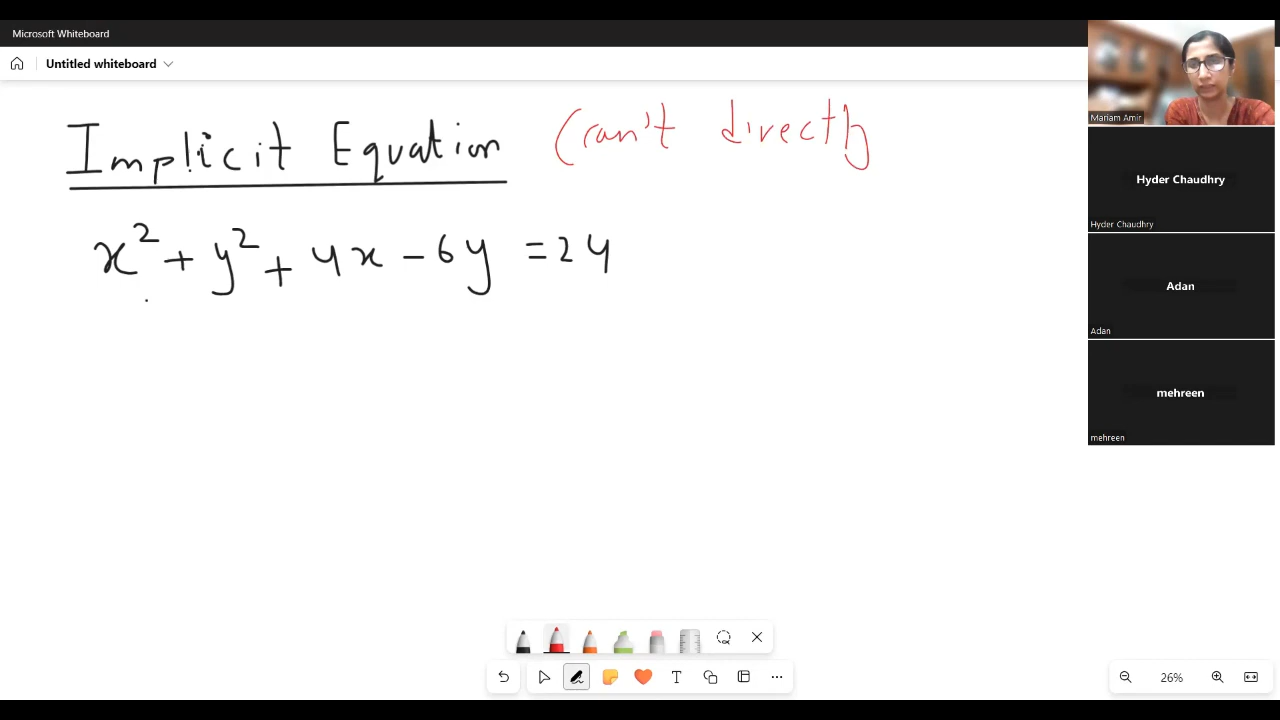 Microsoft Whiteboard
Untitled whiteboard
Implicit Equation (can't directly
x² + y² + 4x - 6y = 24
Mariam Amir
Hyder Chaudhry
Hyder Chaudhry
Adan
Adan
mehreen
mehreen
26%